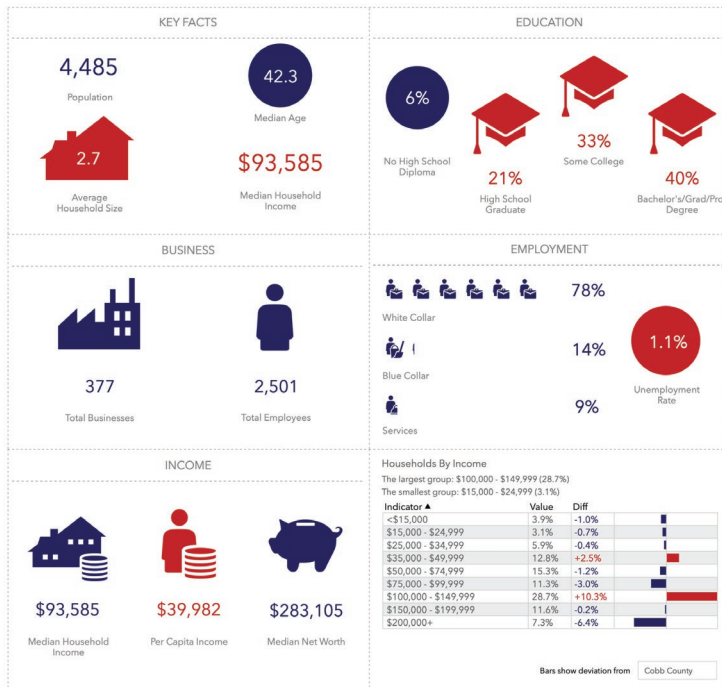 KEY FACTS
4,485
Population
42.3
Median Age
2.7
Average
Household Size
$93,585
Median Household
Income
EDUCATION
6%
No High School
Diploma
21%
High School
Graduate
33%
Some College
40%
Bachelor's/Grad/Pro
Degree
BUSINESS
377
Total Businesses
2,501
Total Employees
EMPLOYMENT
78%
White Collar
14%
Blue Collar
9%
Services
1.1%
Unemployment
Rate
INCOME
$93,585
Median Household
Income
$39,982
Per Capita Income
$283,105
Median Net Worth
Households By Income
The largest group: $100,000 - $149,999 (28.7%)
The smallest group: $15,000 - $24,999 (3.1%)
Indicator ▲ Value Diff
<$15,000 3.9% -1.0%
$15,000 - $24,999 3.1% -0.7%
$25,000 - $34,999 5.9% -0.4%
$35,000 - $49,999 12.8% +2.5%
$50,000 - $74,999 15.3% -1.2%
$75,000 - $99,999 11.3% -3.0%
$100,000 - $149,999 28.7% +10.3%
$150,000 - $199,999 11.6% -0.2%
$200,000+ 7.3% -6.4%
Bars show deviation from Cobb County